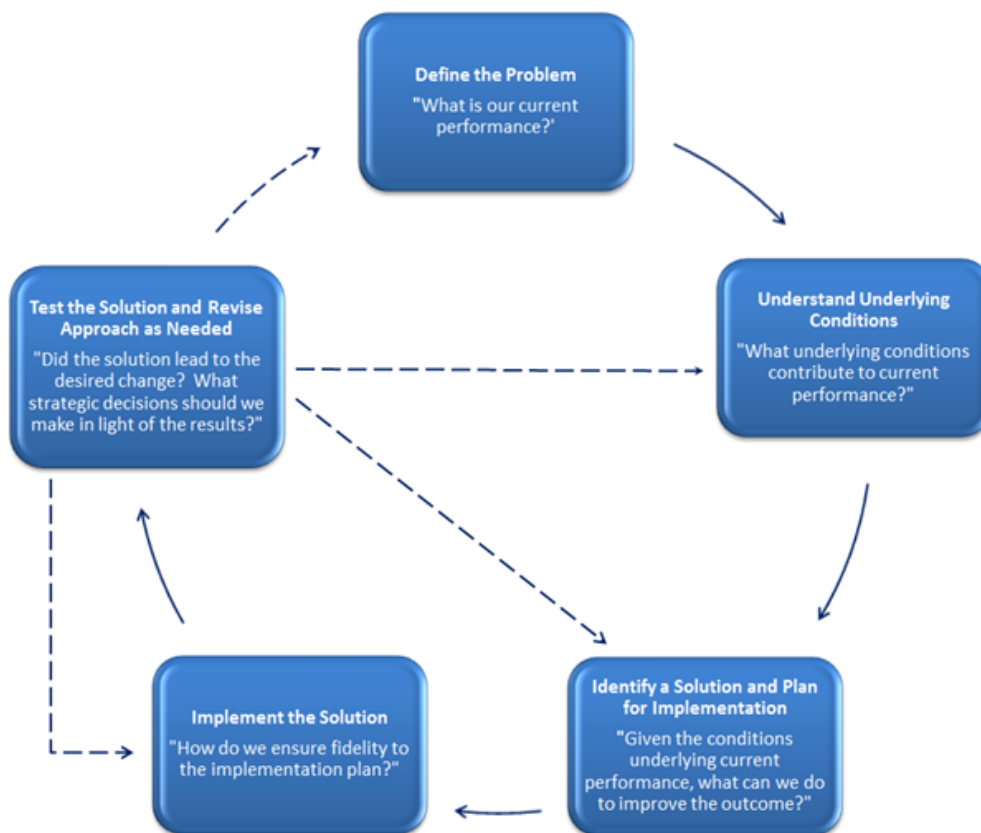 Define the Problem
"What is our current
performance?'
Understand Underlying
Conditions
"What underlying conditions
contribute to current
performance?"
Identify a Solution and Plan
for Implementation
"Given the conditions
underlying current
performance, what can we do
to improve the outcome?"
Implement the Solution
"How do we ensure fidelity to
the implementation plan?"
Test the Solution and Revise
Approach as Needed
"Did the solution lead to the
desired change?  What
strategic decisions should we
make in light of the results?"